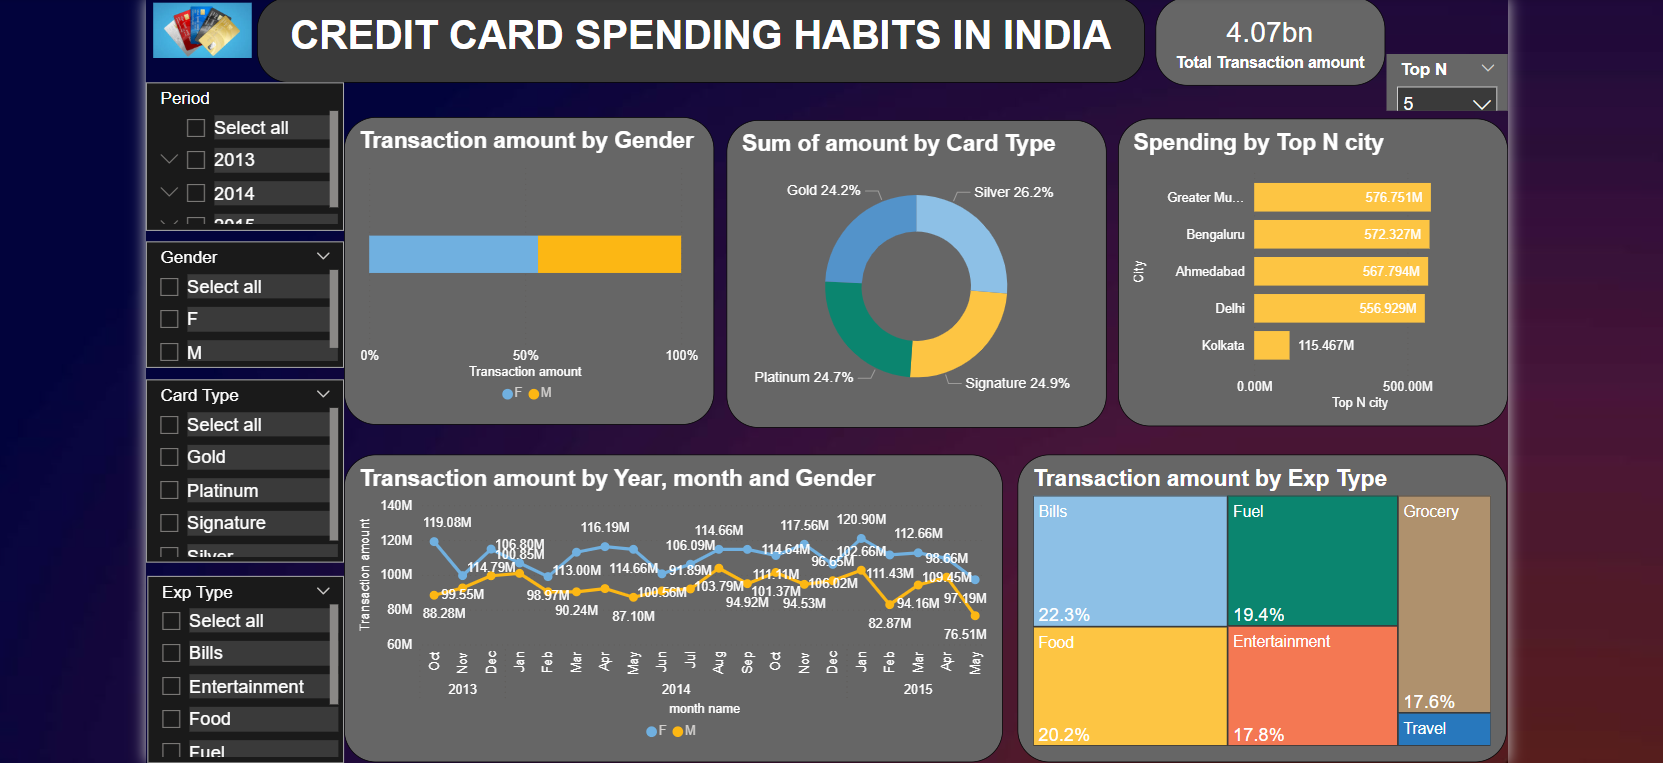 CREDIT CARD SPENDING HABITS IN INDIA
4.07bn
Total Transaction amount
Top N
5
Period
Select all
2013
2014
2015
Gender
Select all
F
M
Card Type
Select all
Gold
Platinum
Signature
Silver
Exp Type
Select all
Bills
Entertainment
Food
Fuel
Transaction amount by Gender
0% 50% 100%
Transaction amount
F M
Sum of amount by Card Type
Gold 24.2%
Silver 26.2%
Platinum 24.7%
Signature 24.9%
Spending by Top N city
City
Greater Mu... 576.751M
Bengaluru 572.327M
Ahmedabad 567.794M
Delhi 556.929M
Kolkata 115.467M
0.00M 500.00M
Top N city
Transaction amount by Year, month and Gender
Transaction amount
140M
120M
100M
80M
60M
119.08M
99.55M
114.79M
106.80M
100.85M
98.97M
113.00M
116.19M
114.66M
100.56M
106.09M
114.66M
111.11M
114.64M
117.56M
106.02M
120.90M
111.43M
112.66M
109.45M
97.19M
88.28M
90.24M
87.10M
91.89M
103.79M
94.92M
101.37M
94.53M
96.65M
102.66M
82.87M
94.16M
98.66M
76.51M
Oct Nov Dec Jan Feb Mar Apr May Jun Jul Aug Sep Oct Nov Dec Jan Feb Mar Apr May
2013 2014 2015
month name
F M
Transaction amount by Exp Type
Bills
22.3%
Fuel
19.4%
Grocery
17.6%
Food
20.2%
Entertainment
17.8%
Travel